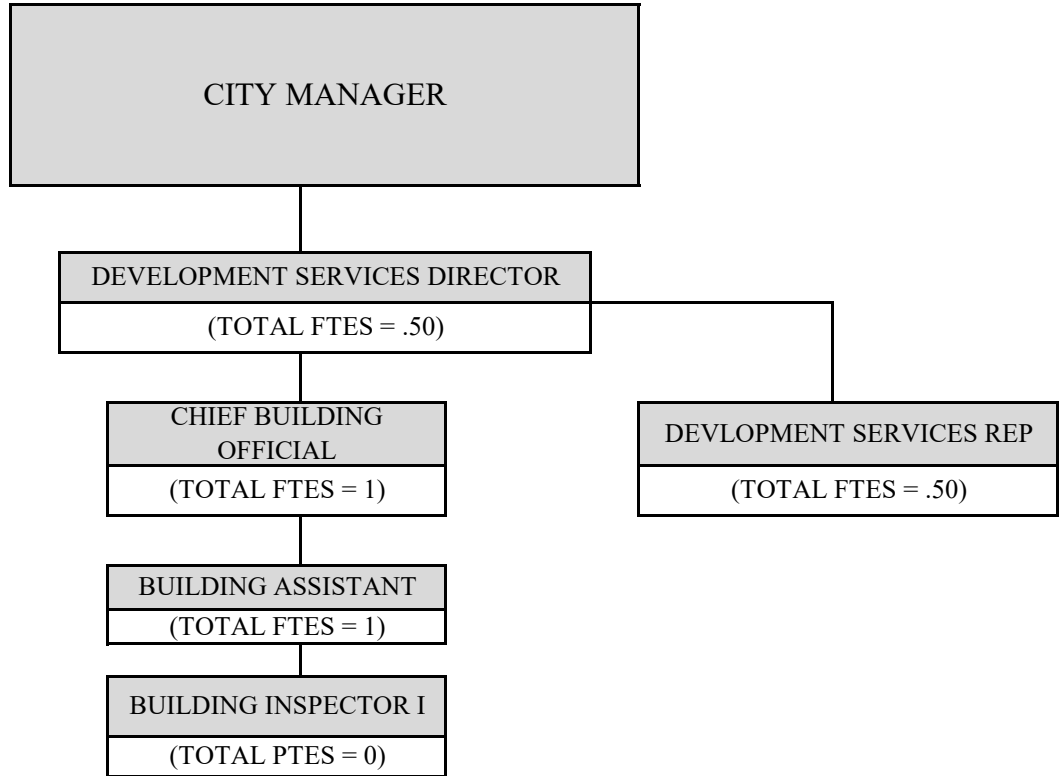 CITY MANAGER
DEVELOPMENT SERVICES DIRECTOR
(TOTAL FTES = .50)
CHIEF BUILDING
OFFICIAL
(TOTAL FTES = 1)
DEVLOPMENT SERVICES REP
(TOTAL FTES = .50)
BUILDING ASSISTANT
(TOTAL FTES = 1)
BUILDING INSPECTOR I
(TOTAL PTES = 0)